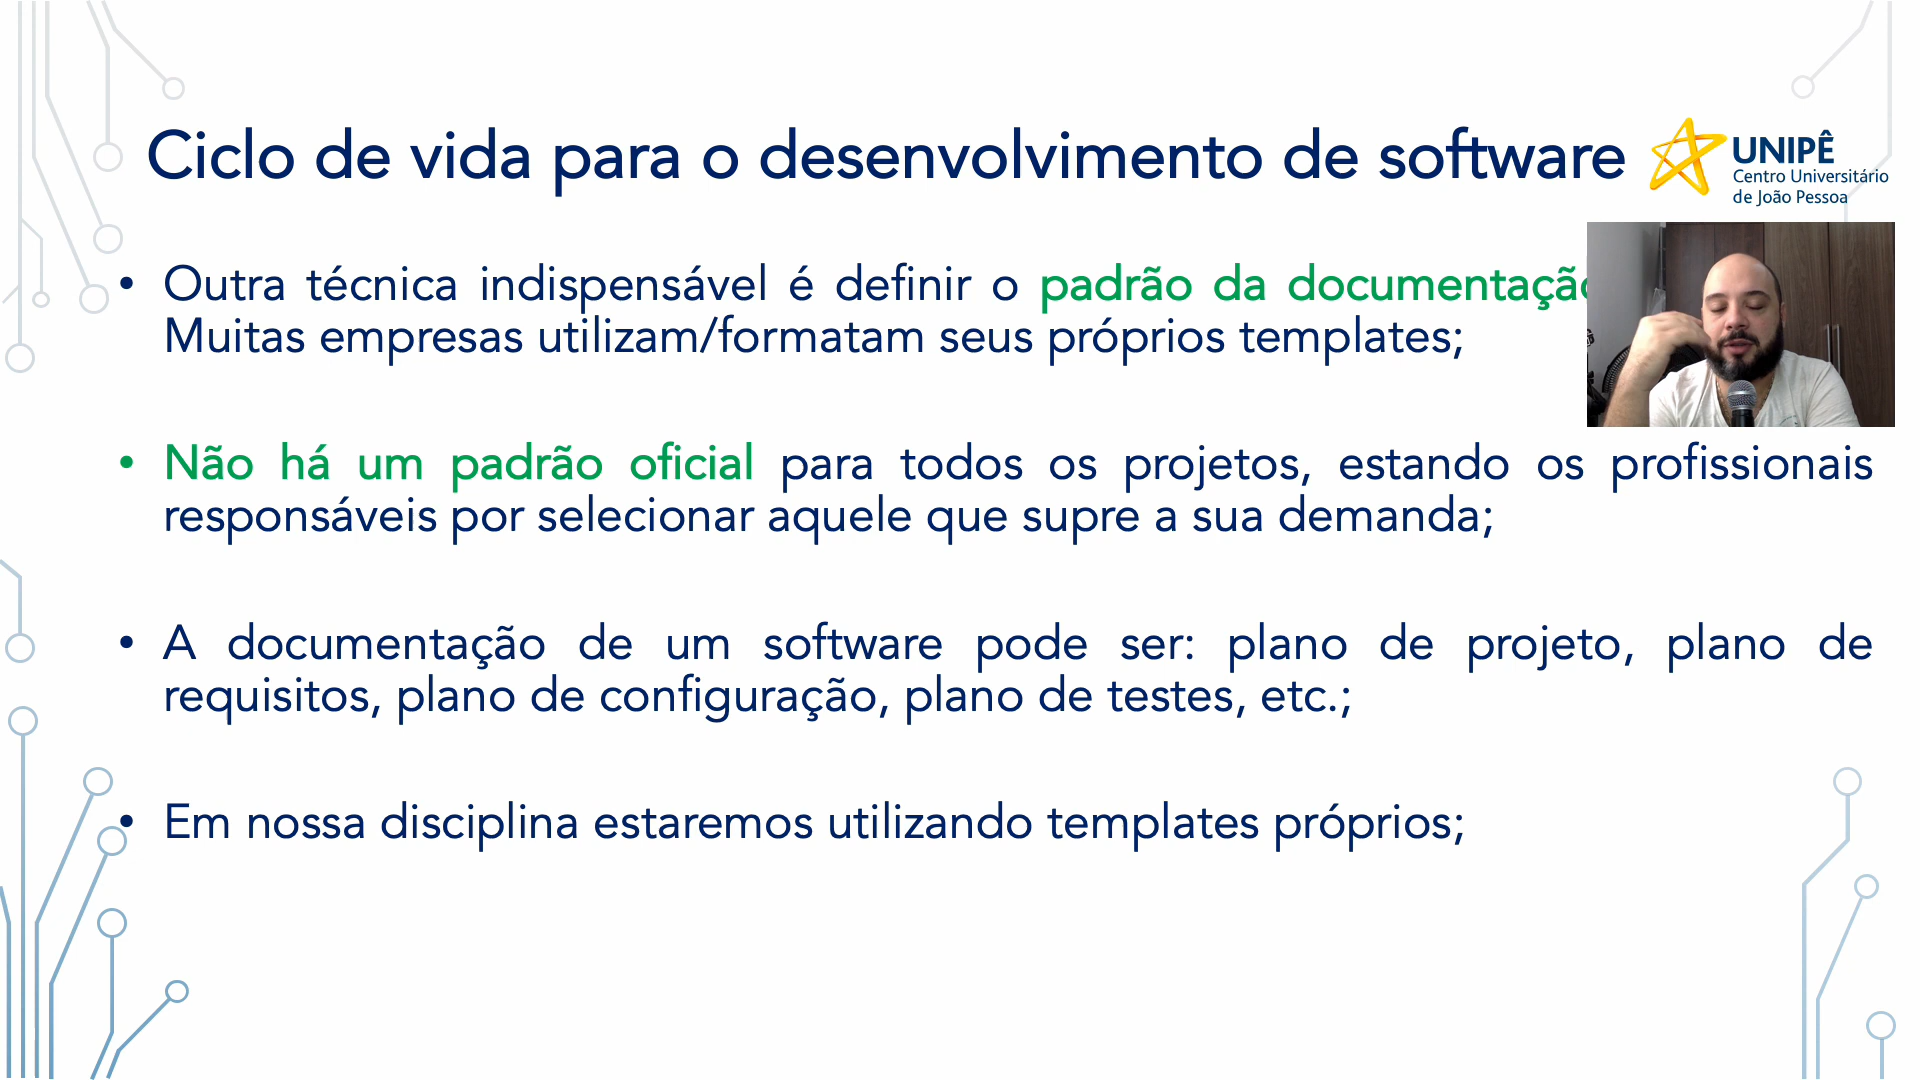 Ciclo de vida para o desenvolvimento de software
UNIPÊ
Centro Universitário
de João Pessoa
• Outra técnica indispensável é definir o padrão da
Muitas empresas utilizam/formatam seus próprios templates;
• Não há um padrão oficial para todos os projetos, estando os profissionais
responsáveis por selecionar aquele que supre a sua demanda;
• A documentação de um software pode ser: plano de projeto, plano de
requisitos, plano de configuração, plano de testes, etc.;
• Em nossa disciplina estaremos utilizando templates próprios;